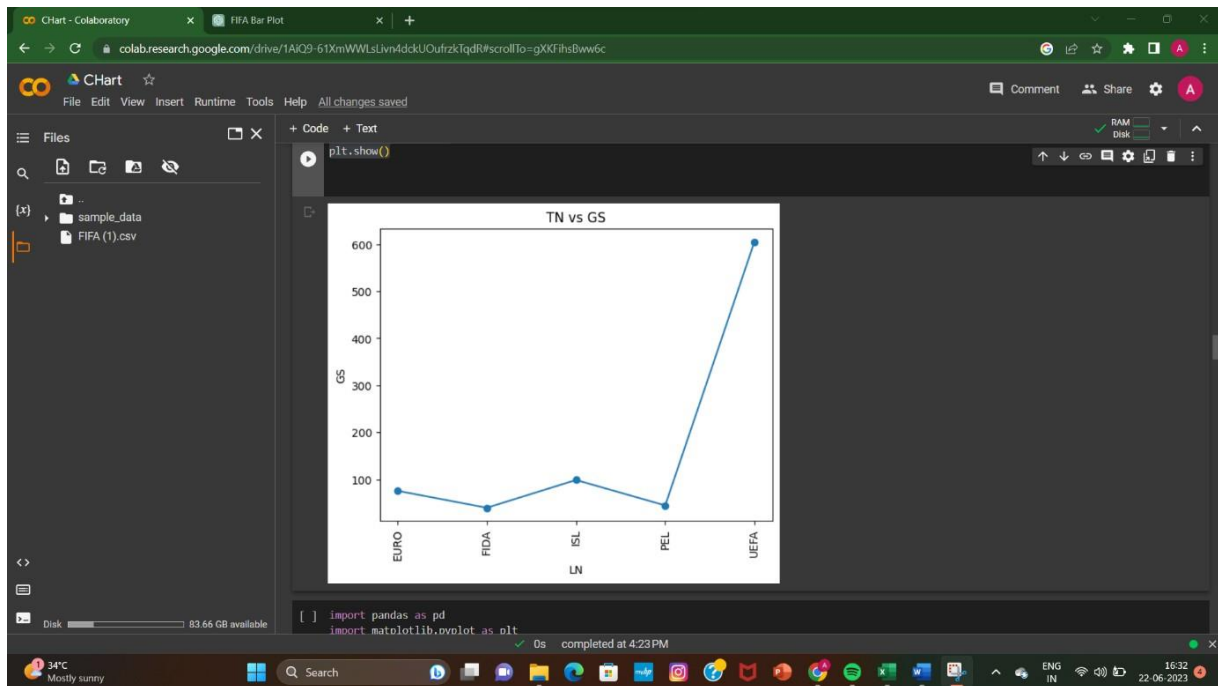 CHart - Colaboratory
FIFA Bar Plot
colab.research.google.com/drive/1AiQ9-61XmWWLsLivn4dckUOufrzkTqdR#scrollTo=gXKFihsBww6c
A
CHart
File Edit View Insert Runtime Tools Help All changes saved
Comment Share A
Files
+ Code + Text
RAM
Disk
plt.show()
..
{x} sample_data
FIFA (1).csv
TN vs GS
600
500
400
300
200
100
GS
EURO FIDA ISL PEL UEFA
LN
Disk 83.66 GB available
[ ] import pandas as pd
import matplotlib.pyplot as plt
0s completed at 4:23 PM
1
34°C
Mostly sunny
Search
ENG
IN
16:32
22-06-2023
4